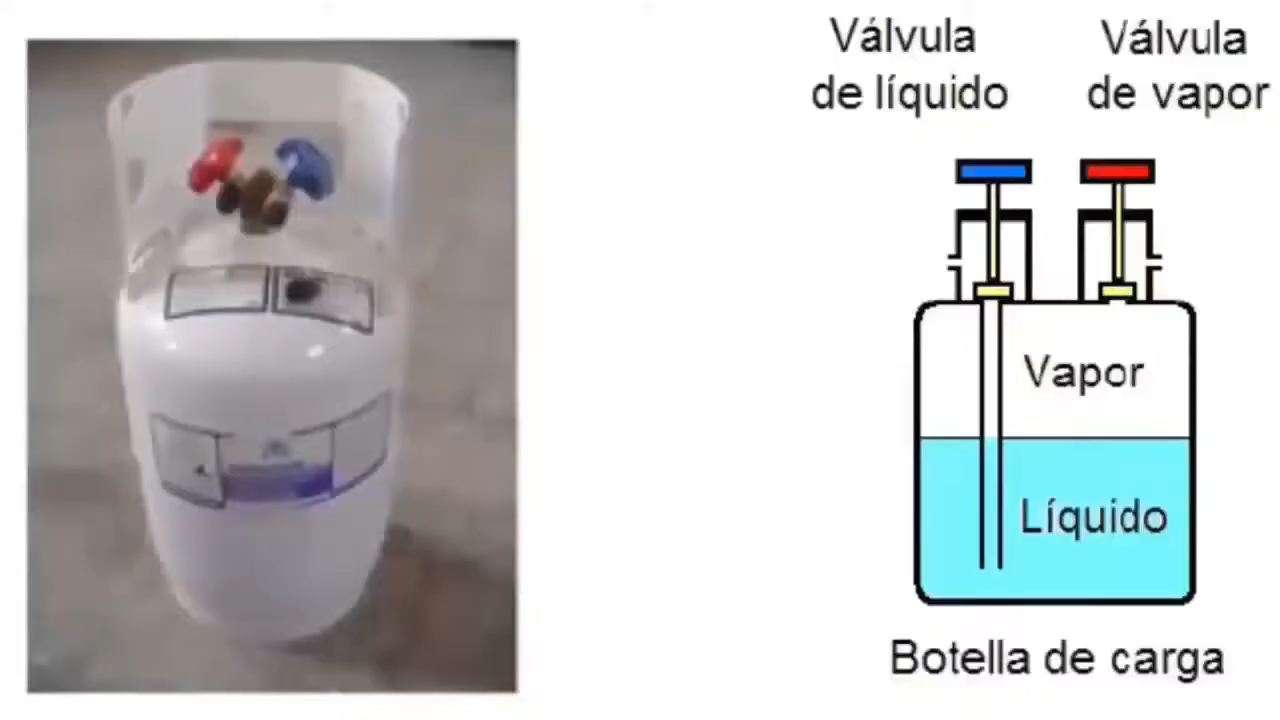 Válvula
de líquido
Válvula
de vapor
Vapor
Líquido
Botella de carga